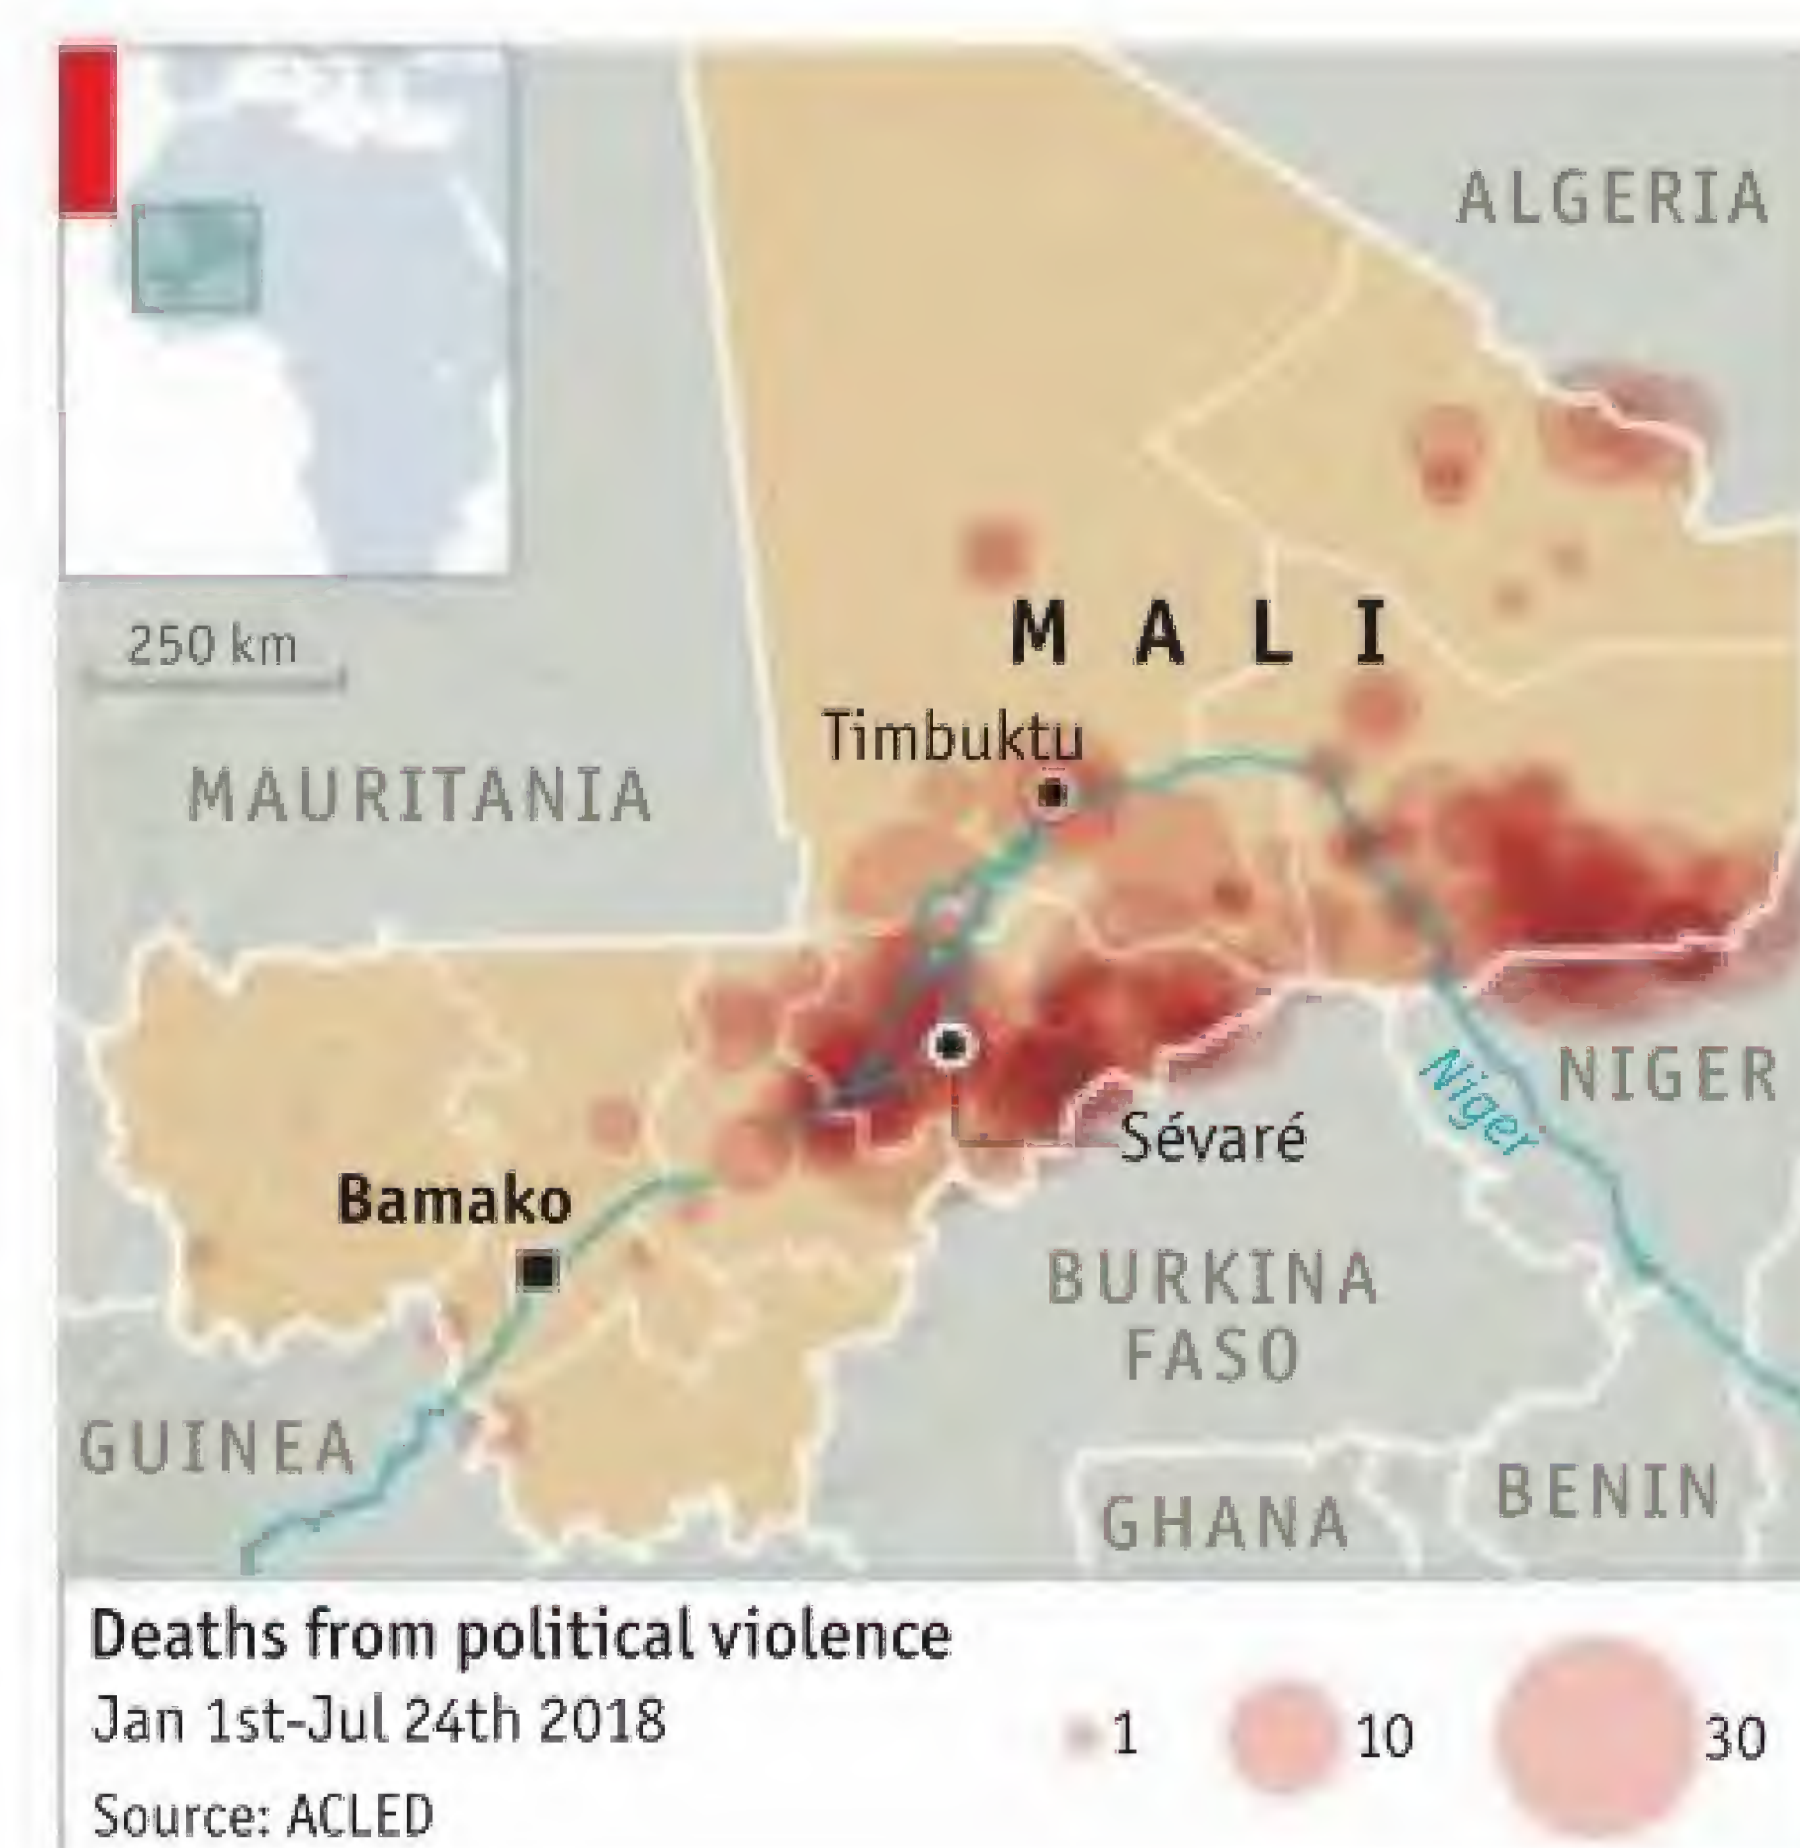 ALGERIA
250 km
MALI
Timbuktu
MAURITANIA
Niger
NIGER
Sévaré
Bamako
BURKINA
FASO
GUINEA
BENIN
GHANA
Deaths from political violence
Jan 1st-Jul 24th 2018
1 10 30
Source: ACLED